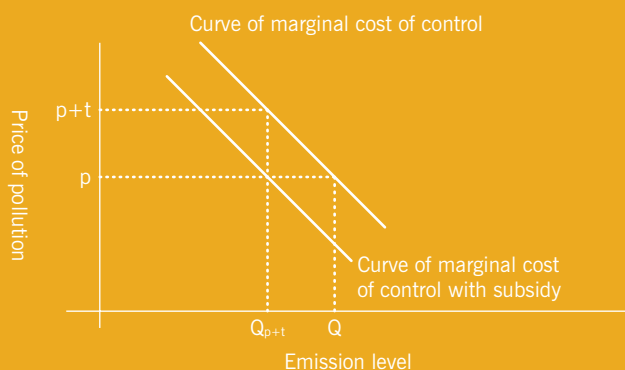 Curve of marginal cost of control
p+t
Price of pollution
p
Curve of marginal cost
of control with subsidy
Qp+t
Q
Emission level